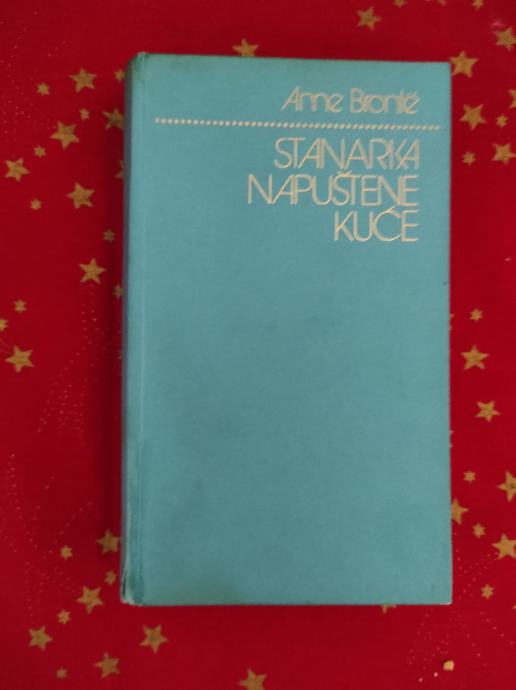 Anne Brontë
STANARKA
NAPUŠTENE
KUĆE